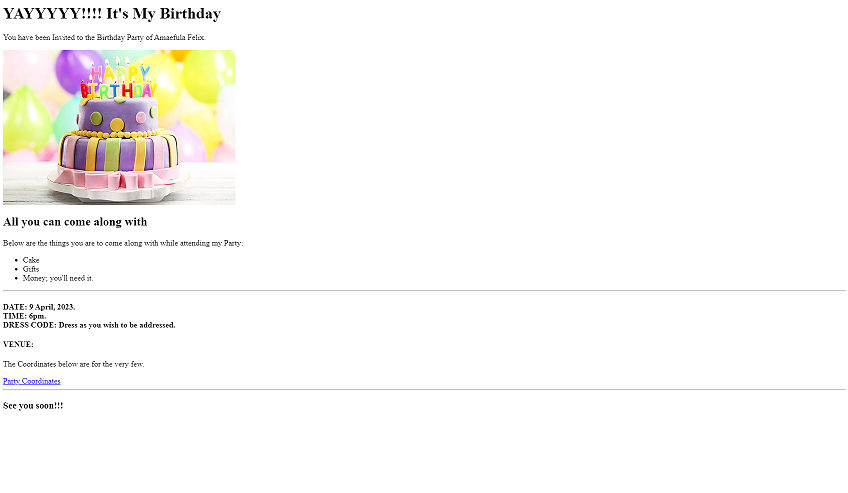 YAYYYYY!!!! It's My Birthday
You have been Invited to the Birthday Party of Amaefula Felix.
HAPPY
BIRTHDAY
All you can come along with
Below are the things you are to come along with while attending my Party:
Cake
Gifts
Money; you'll need it.
DATE: 9 April, 2023.
TIME: 6pm.
DRESS CODE: Dress as you wish to be addressed.
VENUE:
The Coordinates below are for the very few.
Party Coordinates
See you soon!!!